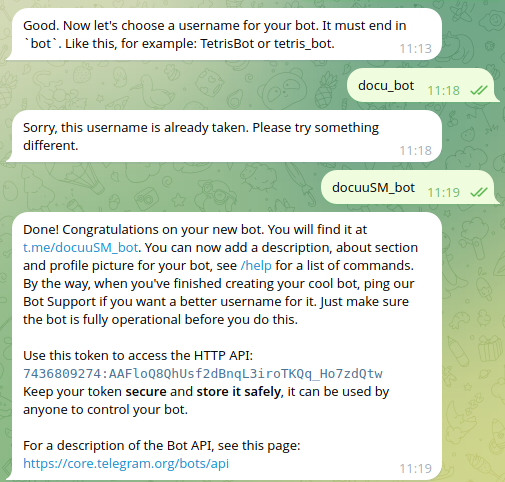 Good. Now let's choose a username for your bot. It must end in
`bot`. Like this, for example: TetrisBot or tetris_bot.
11:13
docu_bot 11:18
Sorry, this username is already taken. Please try something
different.
11:18
docuuSM_bot 11:19
Done! Congratulations on your new bot. You will find it at
t.me/docuuSM_bot. You can now add a description, about section
and profile picture for your bot, see /help for a list of commands.
By the way, when you've finished creating your cool bot, ping our
Bot Support if you want a better username for it. Just make sure
the bot is fully operational before you do this.
Use this token to access the HTTP API:
7436809274:AAFloQ8QhUsf2dBnqL3iroTKQq_Ho7zdQtw
Keep your token secure and store it safely, it can be used by
anyone to control your bot.
For a description of the Bot API, see this page:
https://core.telegram.org/bots/api
11:19